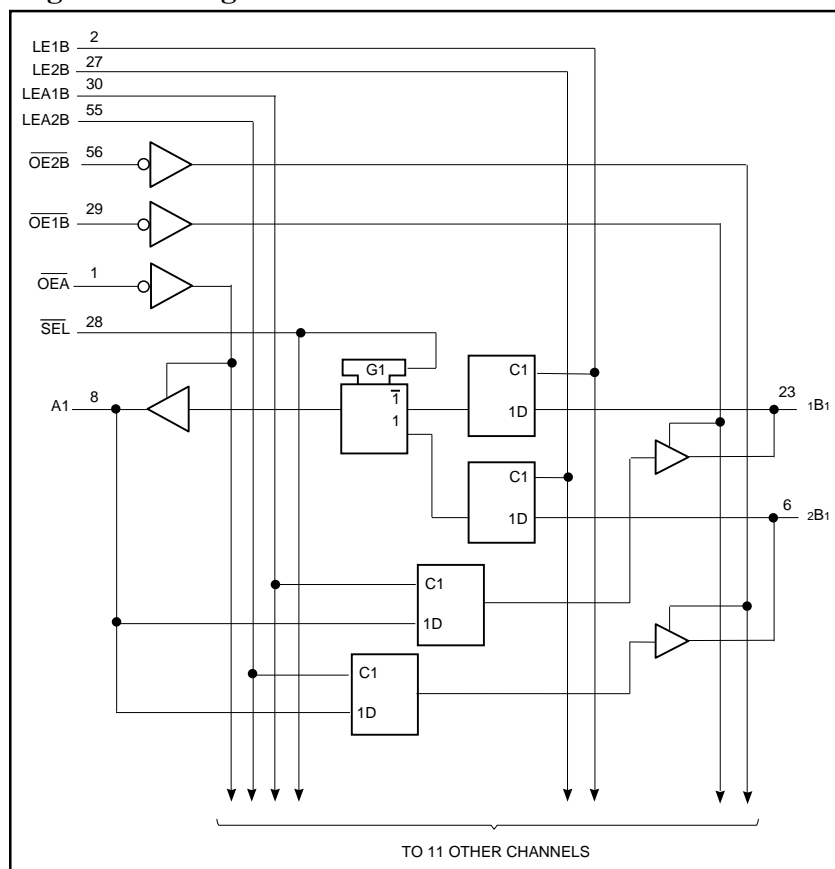 LE1B 2
LE2B 27
LEA1B 30
LEA2B 55
OE2B 56
OE1B 29
OEA 1
SEL 28
G1
A1 8
1
1
C1
1D
23 1B1
C1
1D
6 2B1
C1
1D
C1
1D
TO 11 OTHER CHANNELS